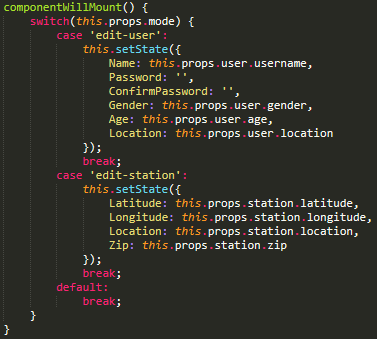 componentWillMount() {
    switch(this.props.mode) {
        case 'edit-user':
            this.setState({
                Name: this.props.user.username,
                Password: '',
                ConfirmPassword: '',
                Gender: this.props.user.gender,
                Age: this.props.user.age,
                Location: this.props.user.location
            });
            break;
        case 'edit-station':
            this.setState({
                Latitude: this.props.station.latitude,
                Longitude: this.props.station.longitude,
                Location: this.props.station.location,
                Zip: this.props.station.zip
            });
            break;
        default:
            break;
    }
}